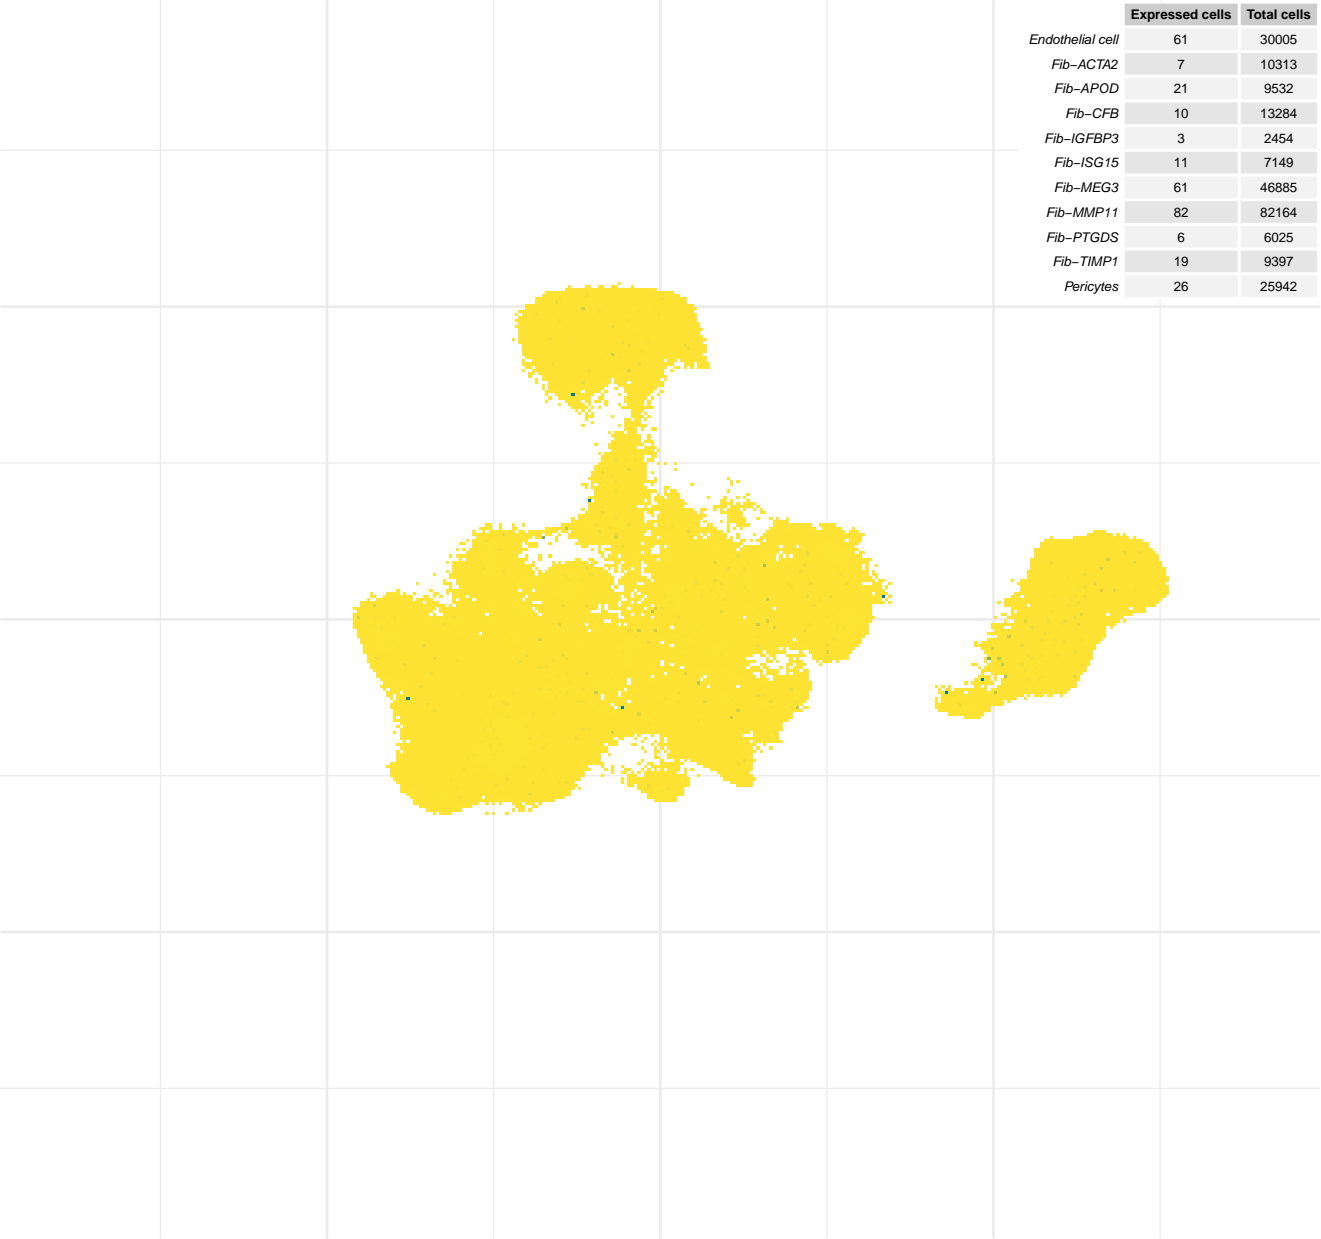 Expressed cells Total cells
Endothelial cell 61 30005
Fib−ACTA2 7 10313
Fib−APOD 21 9532
Fib−CFB 10 13284
Fib−IGFBP3 3 2454
Fib−ISG15 11 7149
Fib−MEG3 61 46885
Fib−MMP11 82 82164
Fib−PTGDS 6 6025
Fib−TIMP1 19 9397
Pericytes 26 25942